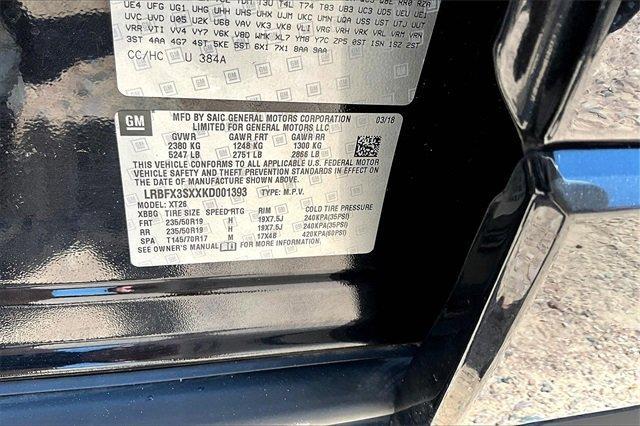 UE4 UFG UG1 UHG UHH UHS UHX UJM UKC UMN UQA USS UST UTJ UUT
UVC UVD U05 U2K U68 VAV VK3 VK8 VLI VRG VRH VRK VRL VRM VRN
VRR VTI VV4 VY7 V6K V8D WMK XL7 YM8 Y7C ZPS 0ST ISN 1SZ 2ST
3ST 4AA 4G7 4ST 5KE 5ST 6X1 7X1 8AA 9AA
CC/HC U 384A
GM
MFD BY SAIC GENERAL MOTORS CORPORATION 03/18
LIMITED FOR GENERAL MOTORS LLC
GVWR GAWR FRT GAWR RR
2380 KG 1248 KG 1300 KG
5247 LB 2751 LB 2866 LB
THIS VEHICLE CONFORMS TO ALL APPLICABLE U.S. FEDERAL MOTOR
VEHICLE SAFETY, BUMPER, AND THEFT PREVENTION STANDARDS IN EFFECT
ON THE DATE OF MANUFACTURE SHOWN ABOVE.
LRBFX3SXXKD001393 TYPE: M.P.V.
MODEL: XT26
XBBG TIRE SIZE SPEED RTG RIM COLD TIRE PRESSURE
FRT 235/50R19 H 19X7.5J 240KPA(35PSI)
RR 235/50R19 H 19X7.5J 240KPA(35PSI)
SPA T145/70R17 M 17X4B 420KPA(60PSI)
SEE OWNER'S MANUAL FOR MORE INFORMATION.